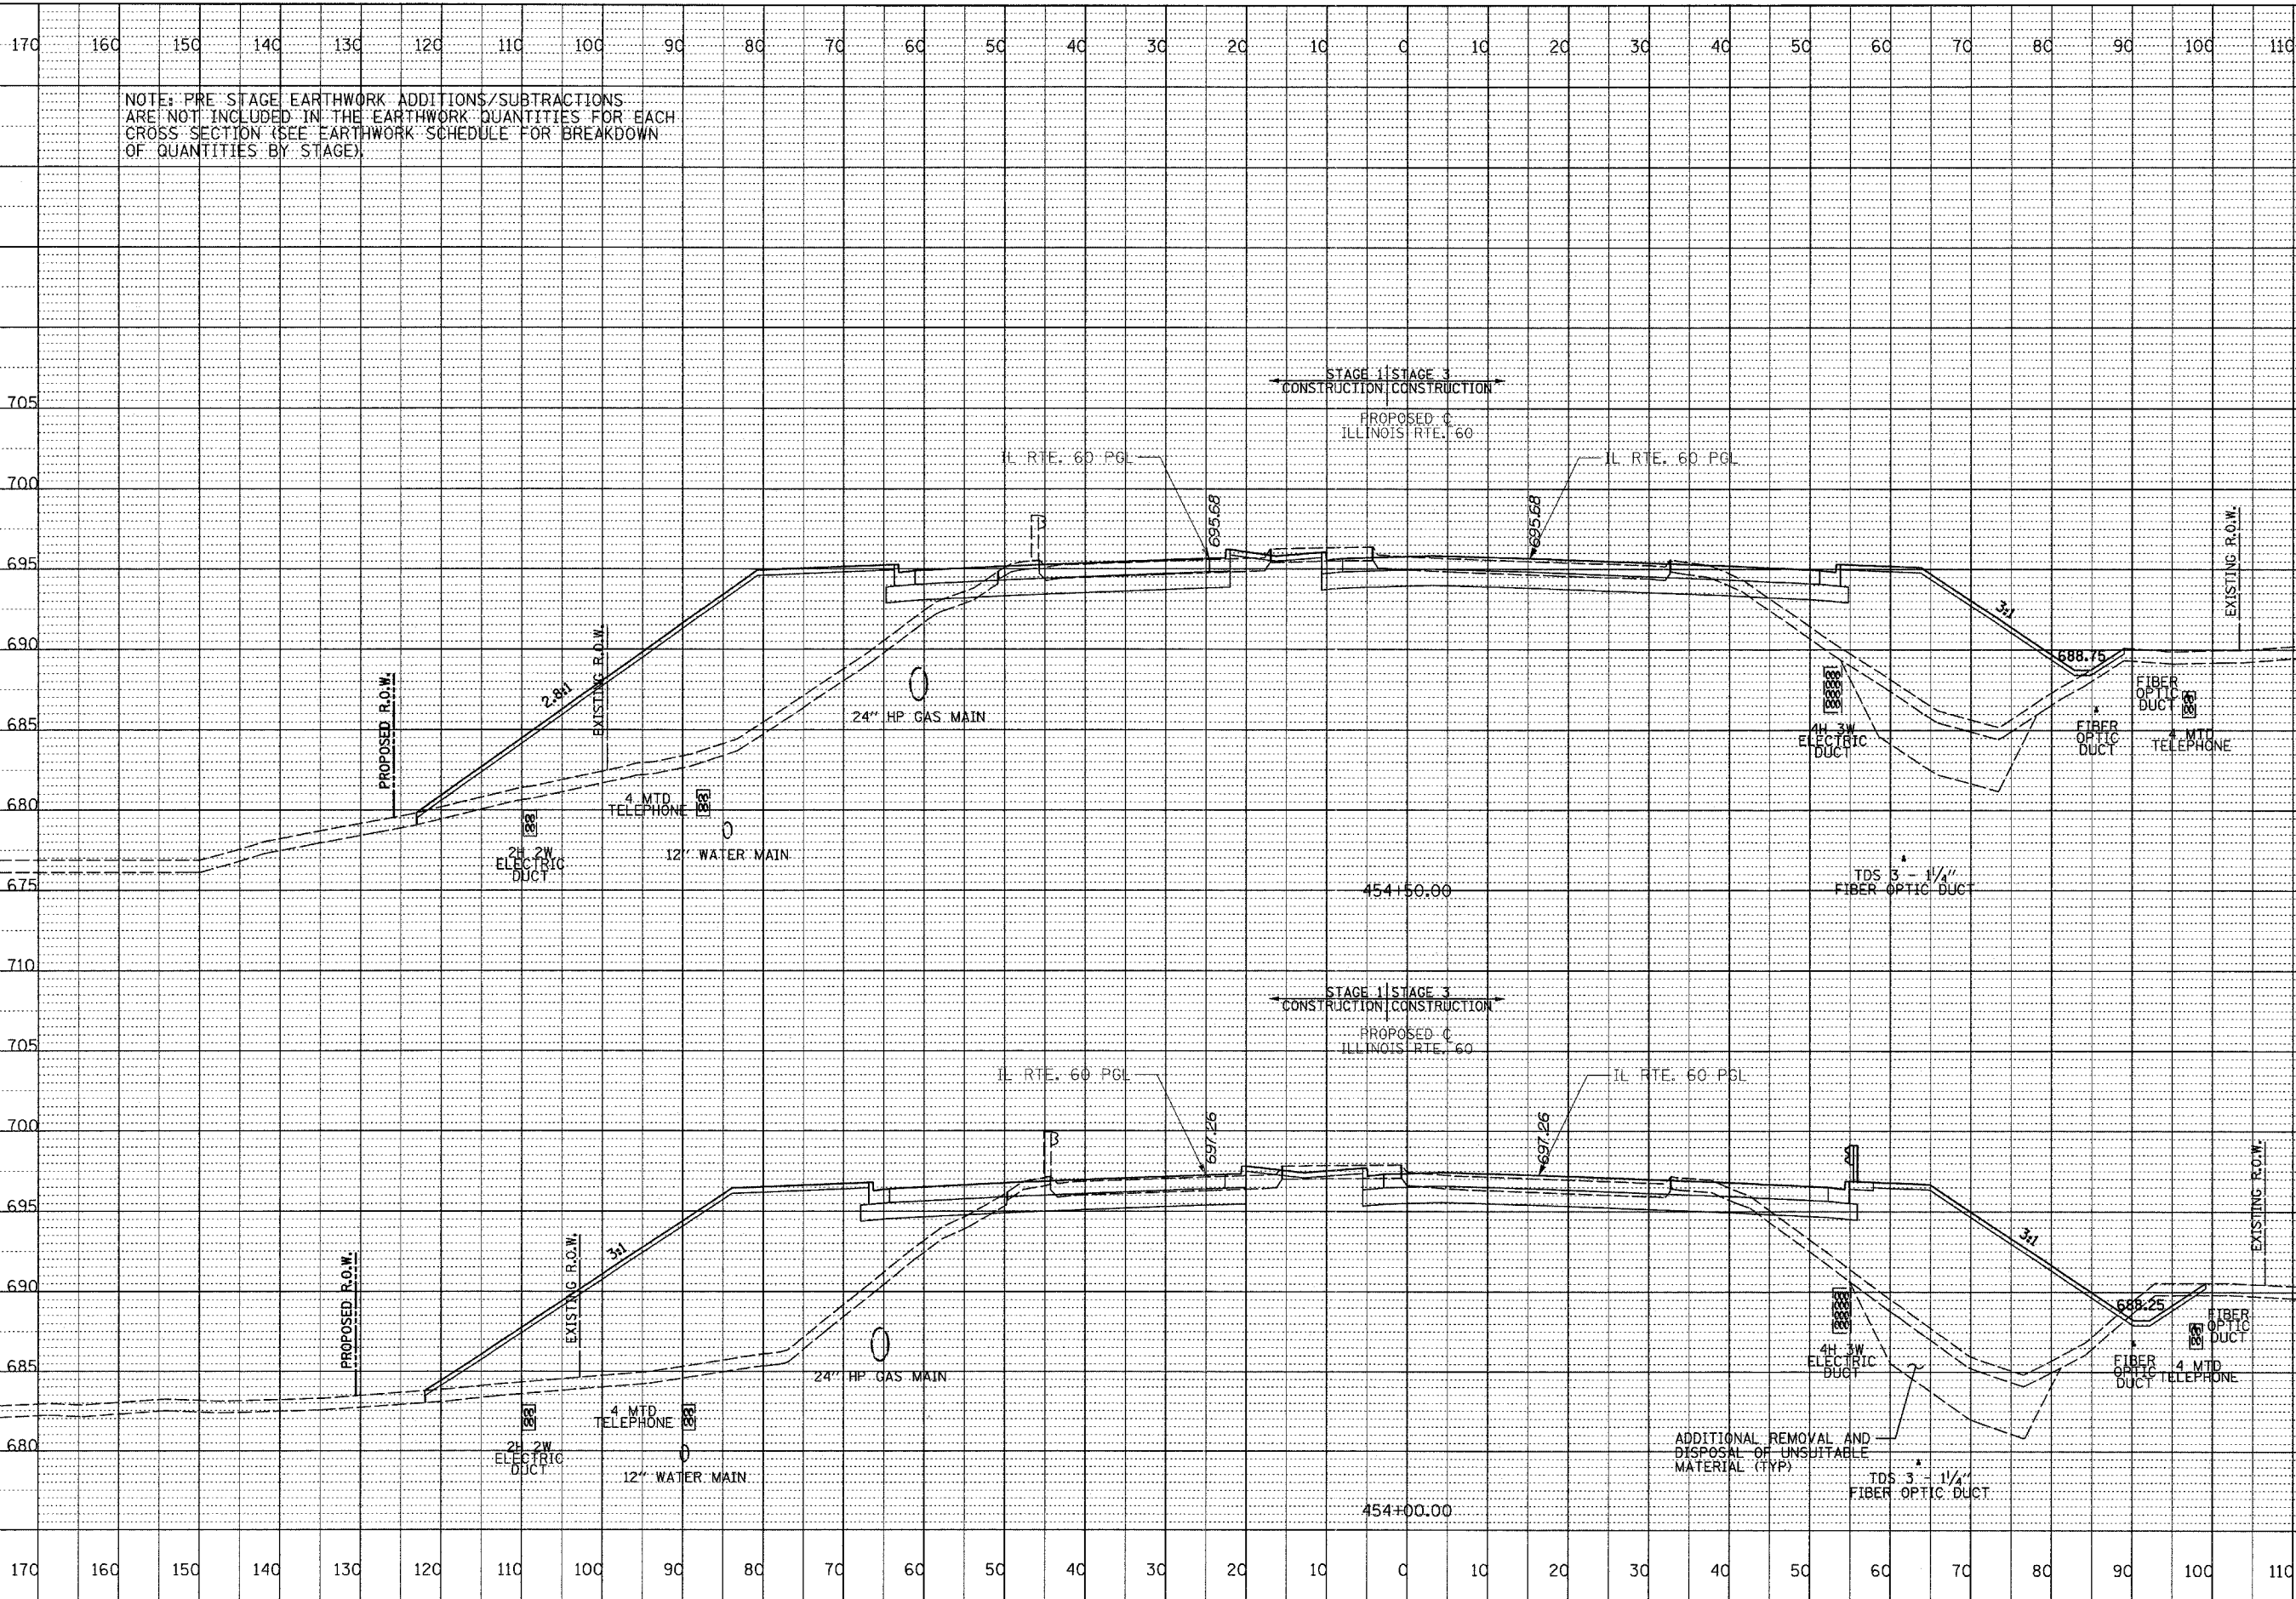 170 160 150 140 130 120 110 100 90 80 70 60 50 40 30 20 10 0 10 20 30 40 50 60 70 80 90 100 110
NOTE: PRE STAGE EARTHWORK ADDITIONS/SUBTRACTIONS
ARE NOT INCLUDED IN THE EARTHWORK QUANTITIES FOR EACH
CROSS SECTION (SEE EARTHWORK SCHEDULE FOR BREAKDOWN
OF QUANTITIES BY STAGE).
STAGE 1 STAGE 3
CONSTRUCTION CONSTRUCTION
705
PROPOSED ℄
ILLINOIS RTE. 60
IL RTE. 60 PGL
IL RTE. 60 PGL
700
695.68
695.68
EXISTING R.O.W.
695
3:1
690
EXISTING R.O.W.
688.75
PROPOSED R.O.W.
2.8:1
FIBER
OPTIC
DUCT
24" HP GAS MAIN
685
4H 3W
ELECTRIC
DUCT
FIBER
OPTIC
DUCT
4 MTD
TELEPHONE
680
4 MTD
TELEPHONE
2H 2W
ELECTRIC
DUCT
12" WATER MAIN
675
454+50.00
TDS 3 - 1 1/4"
FIBER OPTIC DUCT
710
STAGE 1 STAGE 3
CONSTRUCTION CONSTRUCTION
705
PROPOSED ℄
ILLINOIS RTE. 60
IL RTE. 60 PGL
IL RTE. 60 PGL
700
697.26
697.26
EXISTING R.O.W.
695
3:1
3:1
PROPOSED R.O.W.
EXISTING R.O.W.
690
688.25
FIBER
OPTIC
DUCT
685
24" HP GAS MAIN
4H 3W
ELECTRIC
DUCT
FIBER
OPTIC
DUCT
4 MTD
TELEPHONE
4 MTD
TELEPHONE
680
2H 2W
ELECTRIC
DUCT
12" WATER MAIN
ADDITIONAL REMOVAL AND
DISPOSAL OF UNSUITABLE
MATERIAL (TYP)
TDS 3 - 1 1/4"
FIBER OPTIC DUCT
454+00.00
170 160 150 140 130 120 110 100 90 80 70 60 50 40 30 20 10 0 10 20 30 40 50 60 70 80 90 100 110